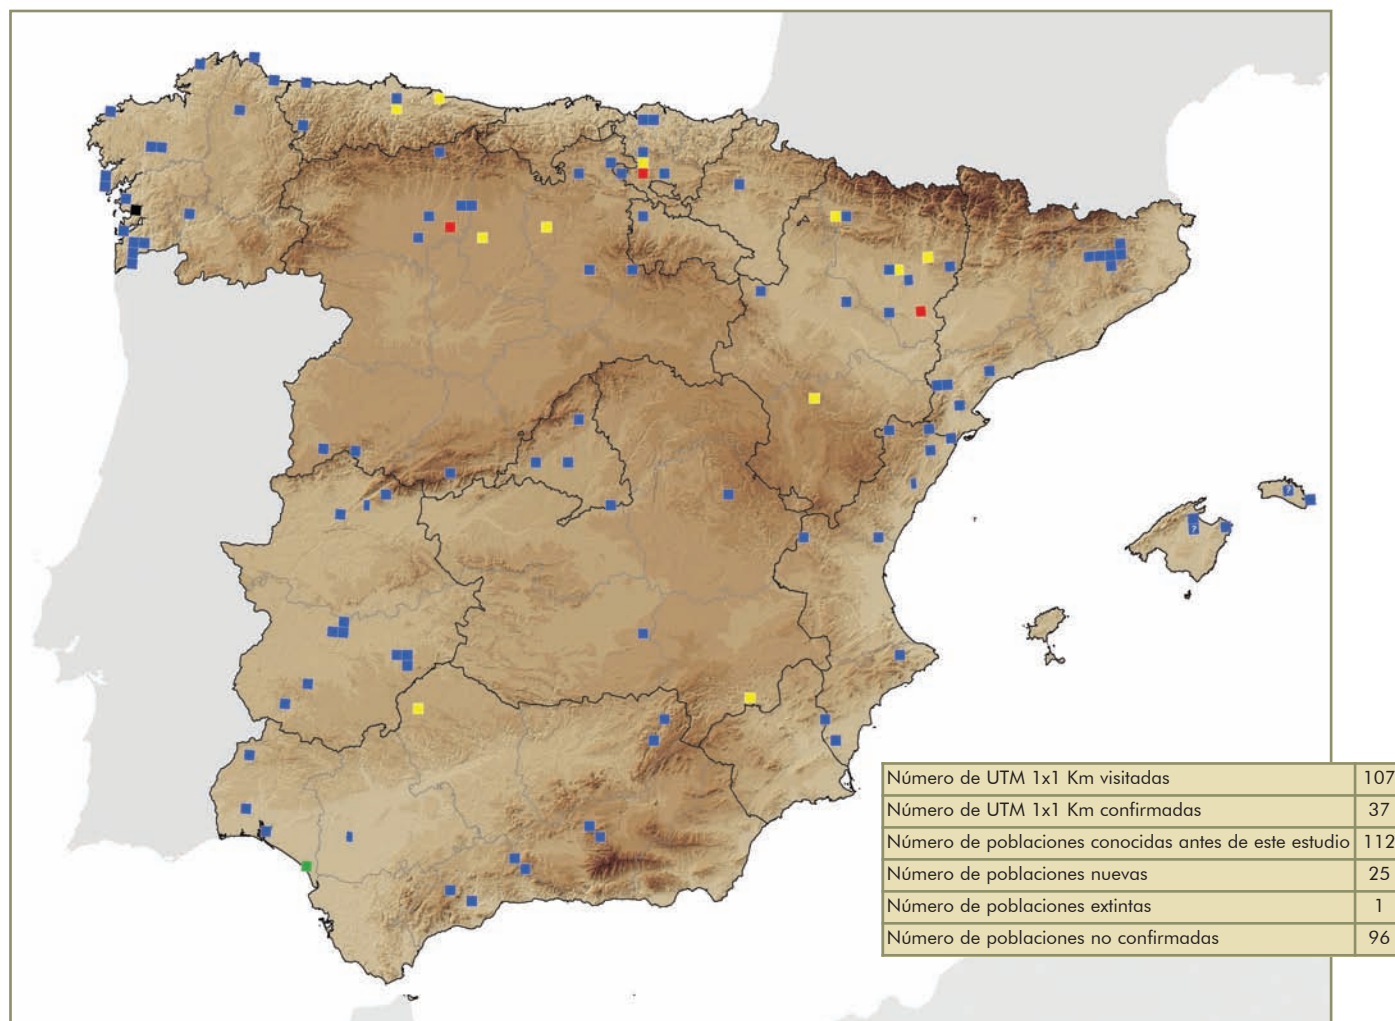 ?
?
Número de UTM 1x1 Km visitadas 107
Número de UTM 1x1 Km confirmadas 37
Número de poblaciones conocidas antes de este estudio 112
Número de poblaciones nuevas 25
Número de poblaciones extintas 1
Número de poblaciones no confirmadas 96